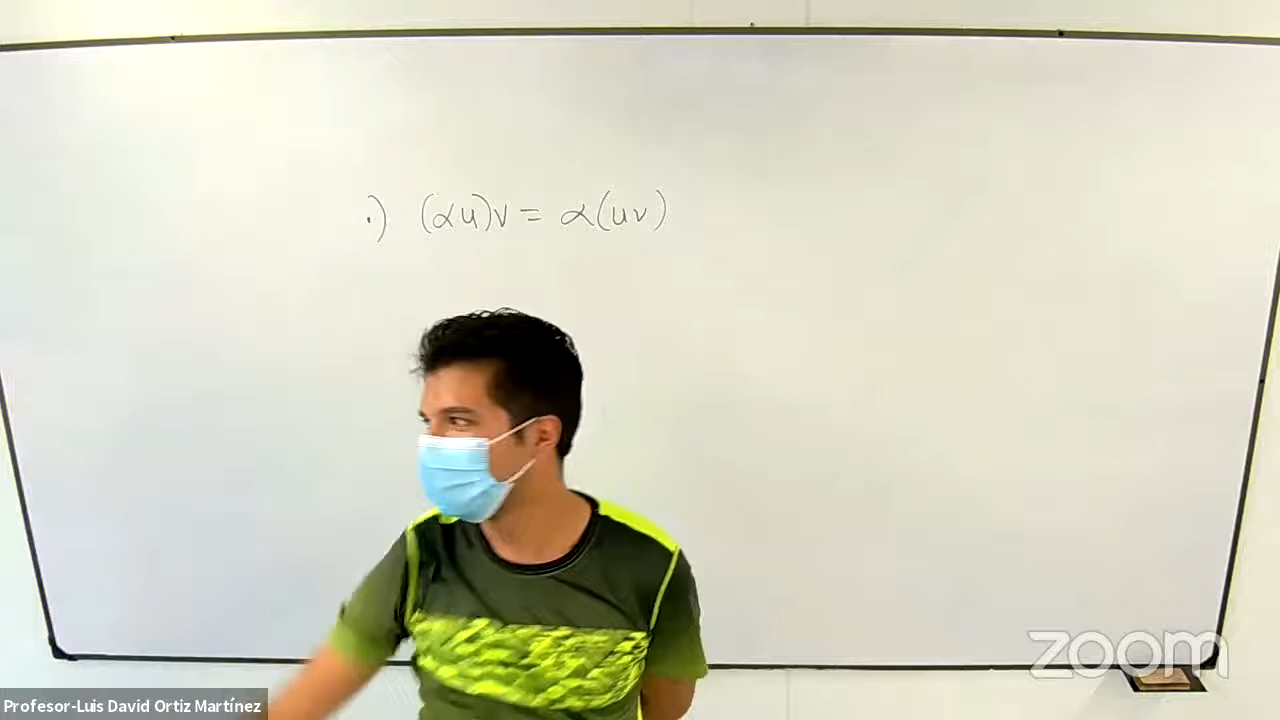 .) (αu)v = α(uv)
zoom
Profesor-Luis David Ortiz Martínez